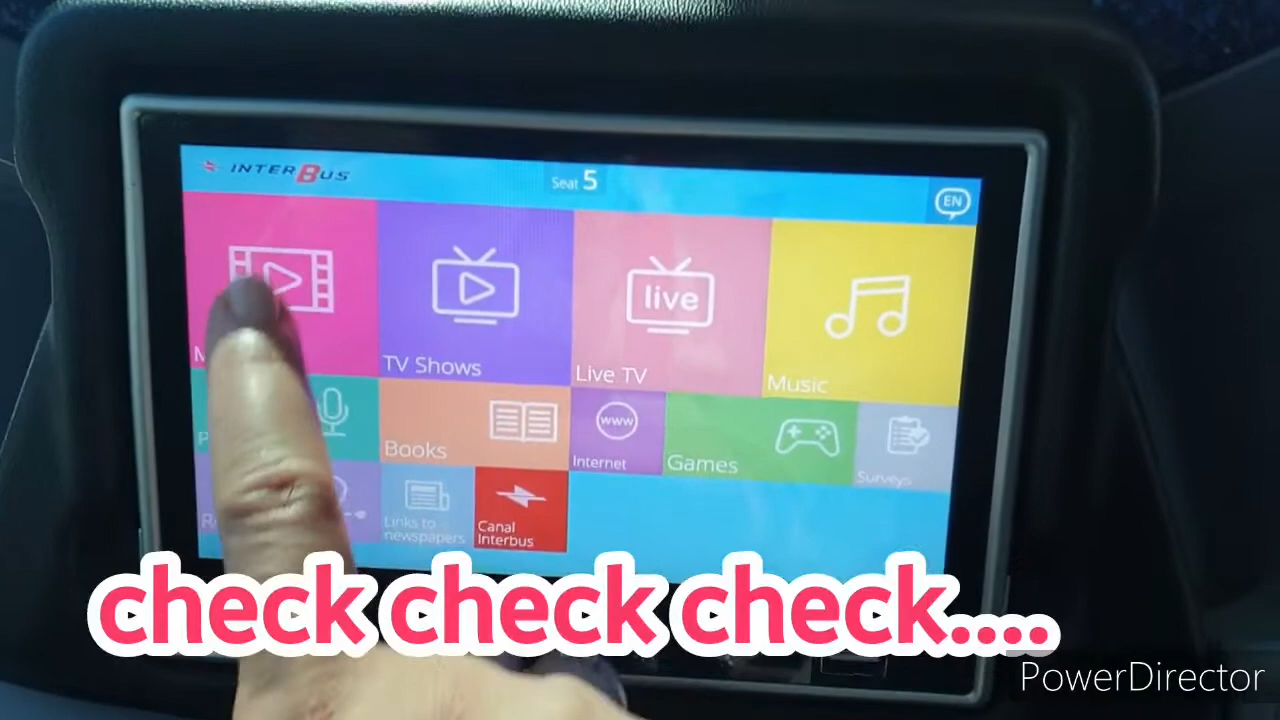 INTERBUS
Seat 5
EN
live
TV Shows
Live TV
Music
Books
www
Internet
Games
Surveys
Links to
newspapers
Canal
Interbus
check check check....
PowerDirector